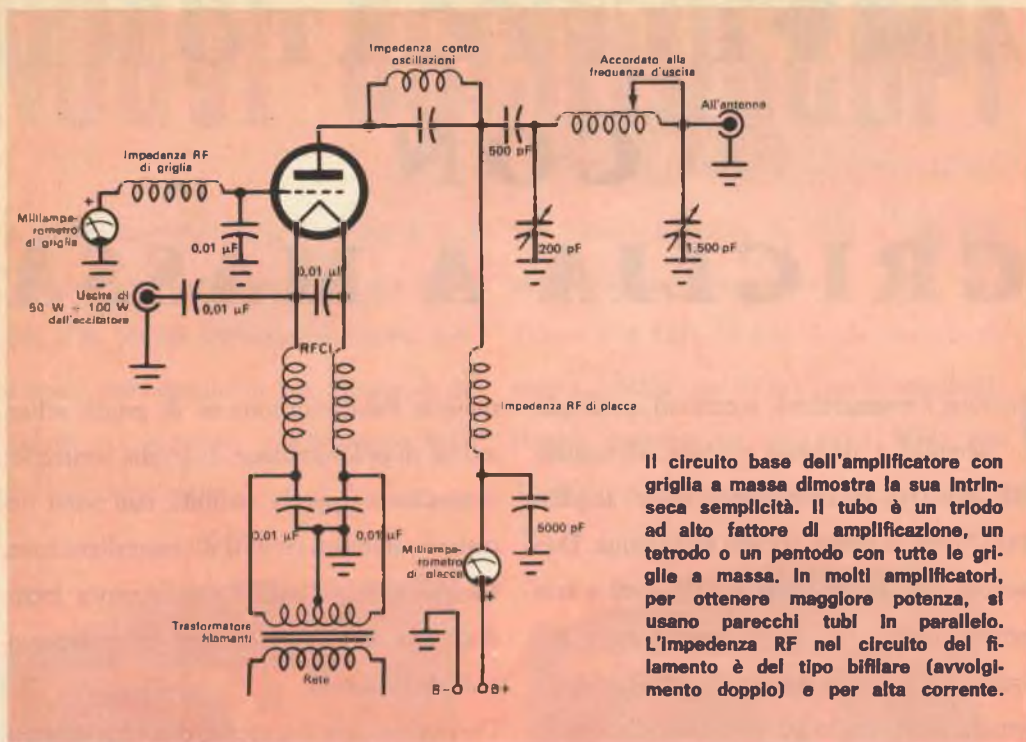 Impedenza contro
oscillazioni
Accordato alla
frequenza d'uscita
All'antenna
500 pF
Impedenza RF
di griglia
+
Milliampe-
rometro
di griglia
0,01 µF
200 pF
1.500 pF
0,01 µF
Uscita di
50 W ÷ 100 W
dall'eccitatore
0,01 µF
RFC1
Impedenza RF di placca
0,01 µF
0,01 µF
5000 pF
Milliampe-
rometro
di placca
+
Trasformatore
filamenti
Rete
B-
B+
Il circuito base dell'amplificatore con
griglia a massa dimostra la sua intrin-
seca semplicità. Il tubo è un triodo
ad alto fattore di amplificazione, un
tetrodo o un pentodo con tutte le gri-
glie a massa. In molti amplificatori,
per ottenere maggiore potenza, si
usano parecchi tubi in parallelo.
L'impedenza RF nel circuito del fi-
lamento è del tipo bifilare (avvolgi-
mento doppio) e per alta corrente.